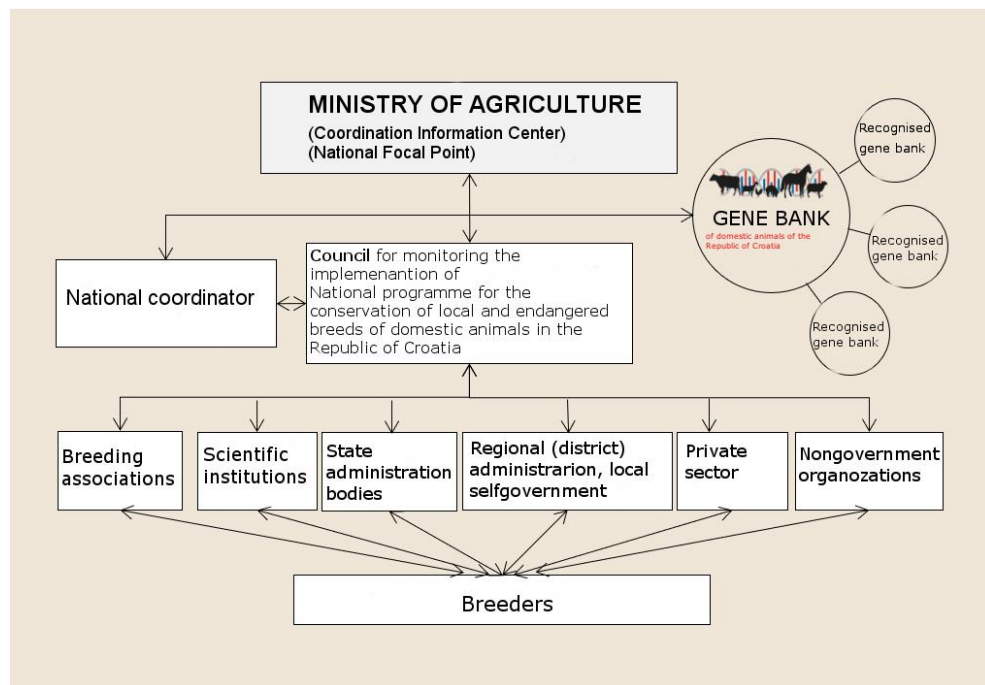 MINISTRY OF AGRICULTURE
(Coordination Information Center)
(National Focal Point)
Recognised
gene bank
GENE BANK
of domestic animals of the
Republic of Croatia
Recognised
gene bank
Recognised
gene bank
National coordinator
Council for monitoring the
implemenantion of
National programme for the
conservation of local and endangered
breeds of domestic animals in the
Republic of Croatia
Breeding
associations
Scientific
institutions
State
administration
bodies
Regional (district)
administrarion, local
selfgovernment
Private
sector
Nongovernment
organozations
Breeders